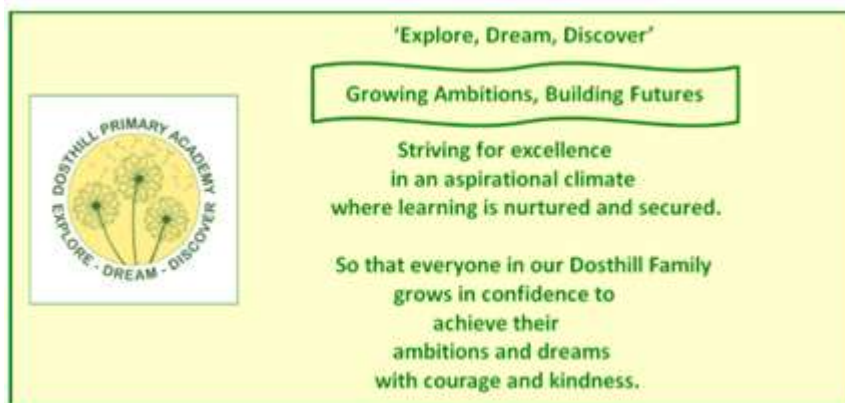 ‘Explore, Dream, Discover’
Growing Ambitions, Building Futures
DOSTHILL PRIMARY ACADEMY
EXPLORE - DREAM - DISCOVER
Striving for excellence
in an aspirational climate
where learning is nurtured and secured.
So that everyone in our Dosthill Family
grows in confidence to
achieve their
ambitions and dreams
with courage and kindness.